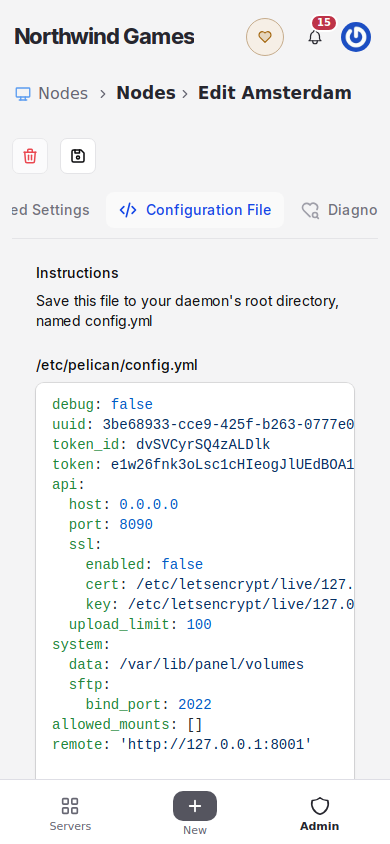 Northwind Games
15
Nodes > Nodes > Edit Amsterdam
ed Settings
Configuration File
Diagno
Instructions
Save this file to your daemon's root directory,
named config.yml
/etc/pelican/config.yml
debug: false
uuid: 3be68933-cce9-425f-b263-0777e0
token_id: dvSVCyrSQ4zALDlk
token: e1w26fnk3oLsc1cHIeogJlUEdBOA1
api:
  host: 0.0.0.0
  port: 8090
  ssl:
    enabled: false
    cert: /etc/letsencrypt/live/127.
    key: /etc/letsencrypt/live/127.0
  upload_limit: 100
system:
  data: /var/lib/panel/volumes
  sftp:
    bind_port: 2022
allowed_mounts: []
remote: 'http://127.0.0.1:8001'
Servers
New
Admin